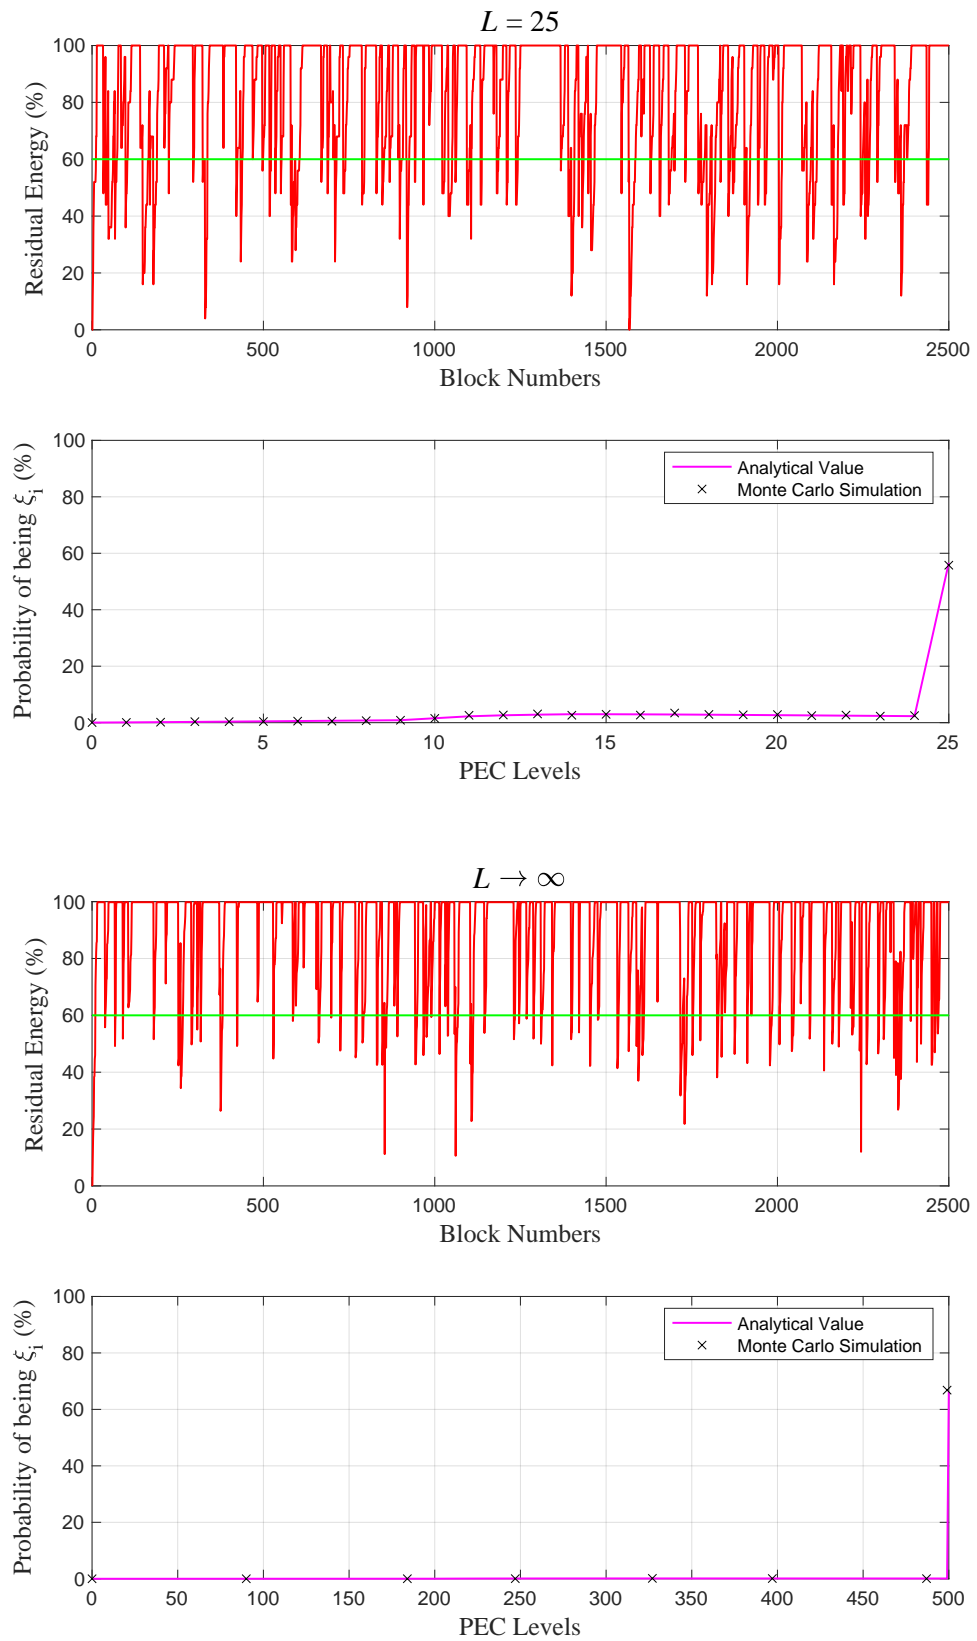 L = 25
100
80
60
40
20
0
Residual Energy (%)
0 500 1000 1500 2000 2500
Block Numbers
100
80
60
40
20
0
Probability of being ξi (%)
Analytical Value
Monte Carlo Simulation
0 5 10 15 20 25
PEC Levels
L → ∞
100
80
60
40
20
0
Residual Energy (%)
0 500 1000 1500 2000 2500
Block Numbers
100
80
60
40
20
0
Probability of being ξi (%)
Analytical Value
Monte Carlo Simulation
0 50 100 150 200 250 300 350 400 450 500
PEC Levels